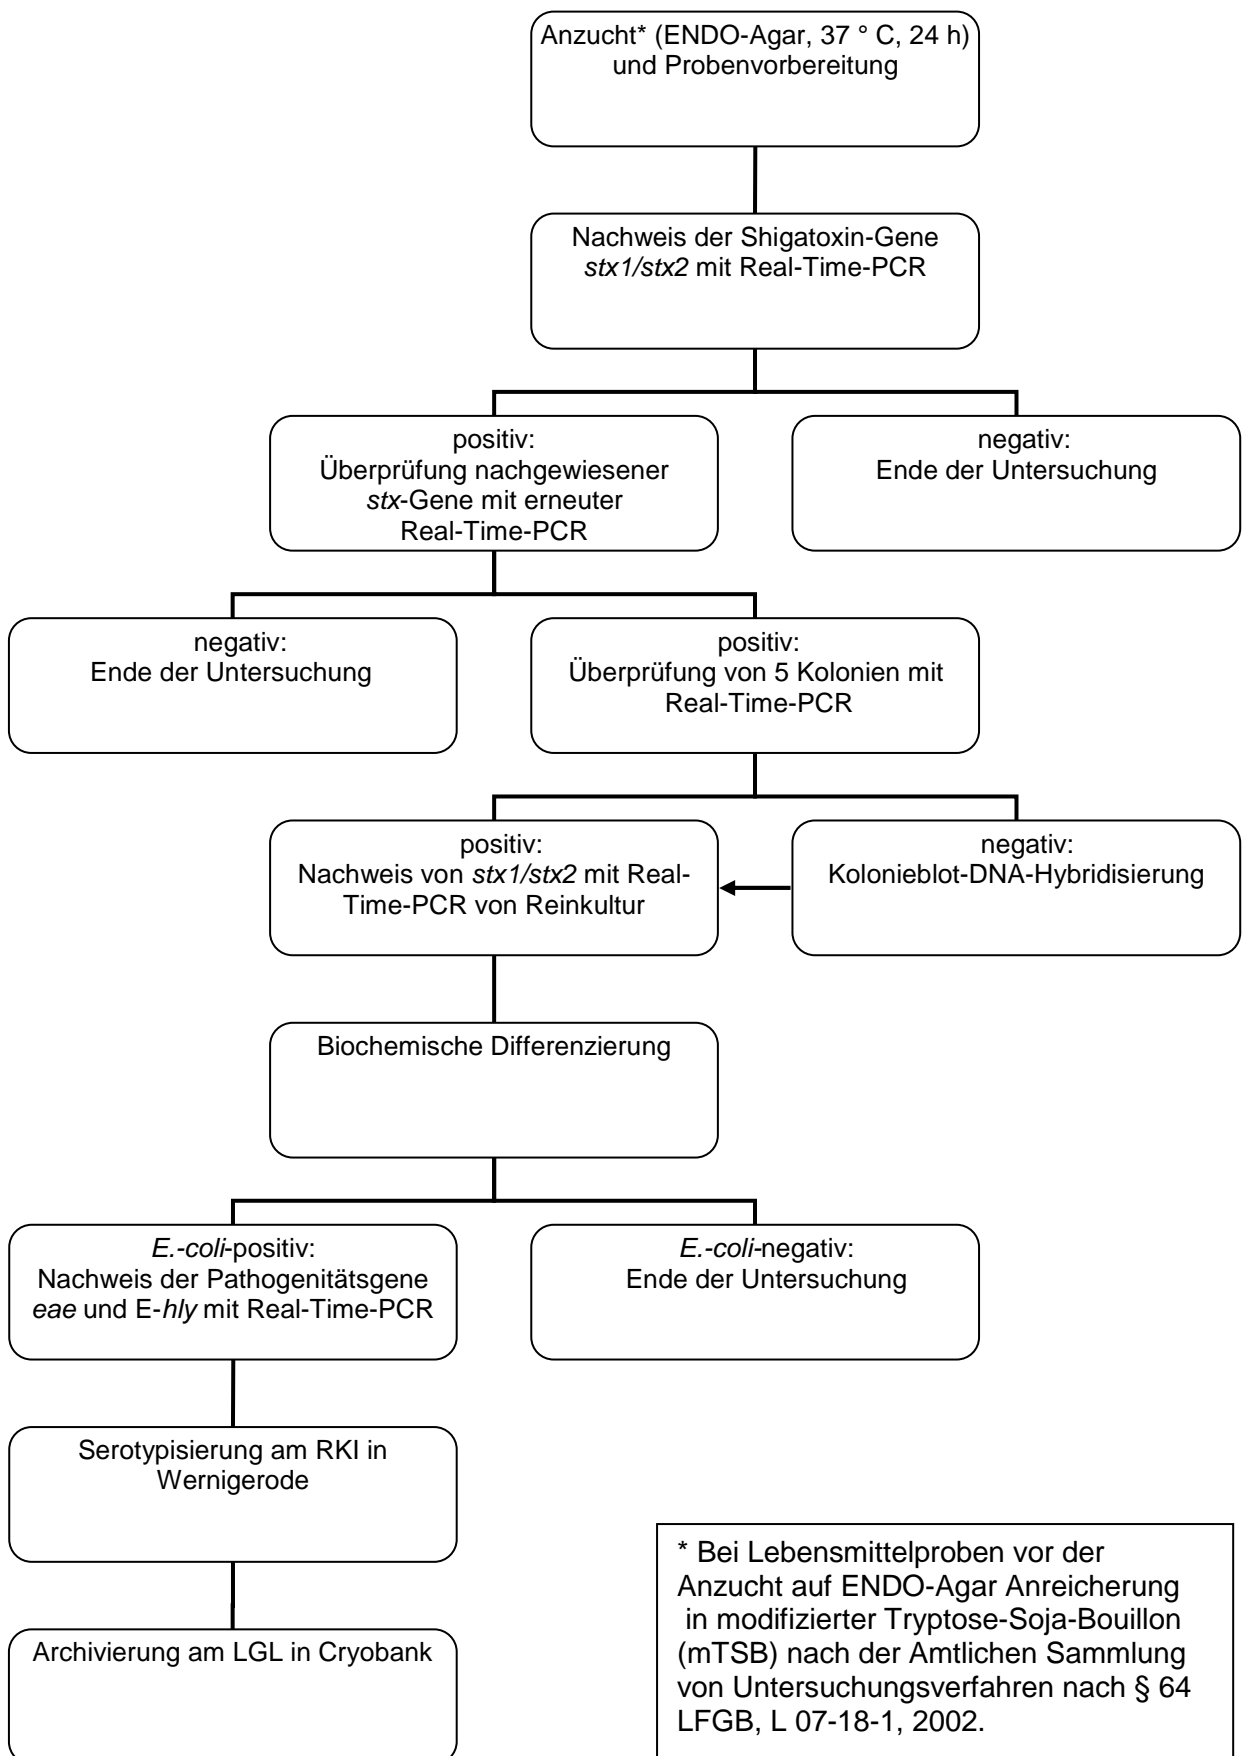 Anzucht* (ENDO-Agar, 37 ° C, 24 h)
und Probenvorbereitung
Nachweis der Shigatoxin-Gene
stx1/stx2 mit Real-Time-PCR
positiv:
Überprüfung nachgewiesener
stx-Gene mit erneuter
Real-Time-PCR
negativ:
Ende der Untersuchung
negativ:
Ende der Untersuchung
positiv:
Überprüfung von 5 Kolonien mit
Real-Time-PCR
positiv:
Nachweis von stx1/stx2 mit Real-
Time-PCR von Reinkultur
negativ:
Kolonieblot-DNA-Hybridisierung
Biochemische Differenzierung
E.-coli-positiv:
Nachweis der Pathogenitätsgene
eae und E-hly mit Real-Time-PCR
E.-coli-negativ:
Ende der Untersuchung
Serotypisierung am RKI in
Wernigerode
Archivierung am LGL in Cryobank
* Bei Lebensmittelproben vor der
Anzucht auf ENDO-Agar Anreicherung
in modifizierter Tryptose-Soja-Bouillon
(mTSB) nach der Amtlichen Sammlung
von Untersuchungsverfahren nach § 64
LFGB, L 07-18-1, 2002.